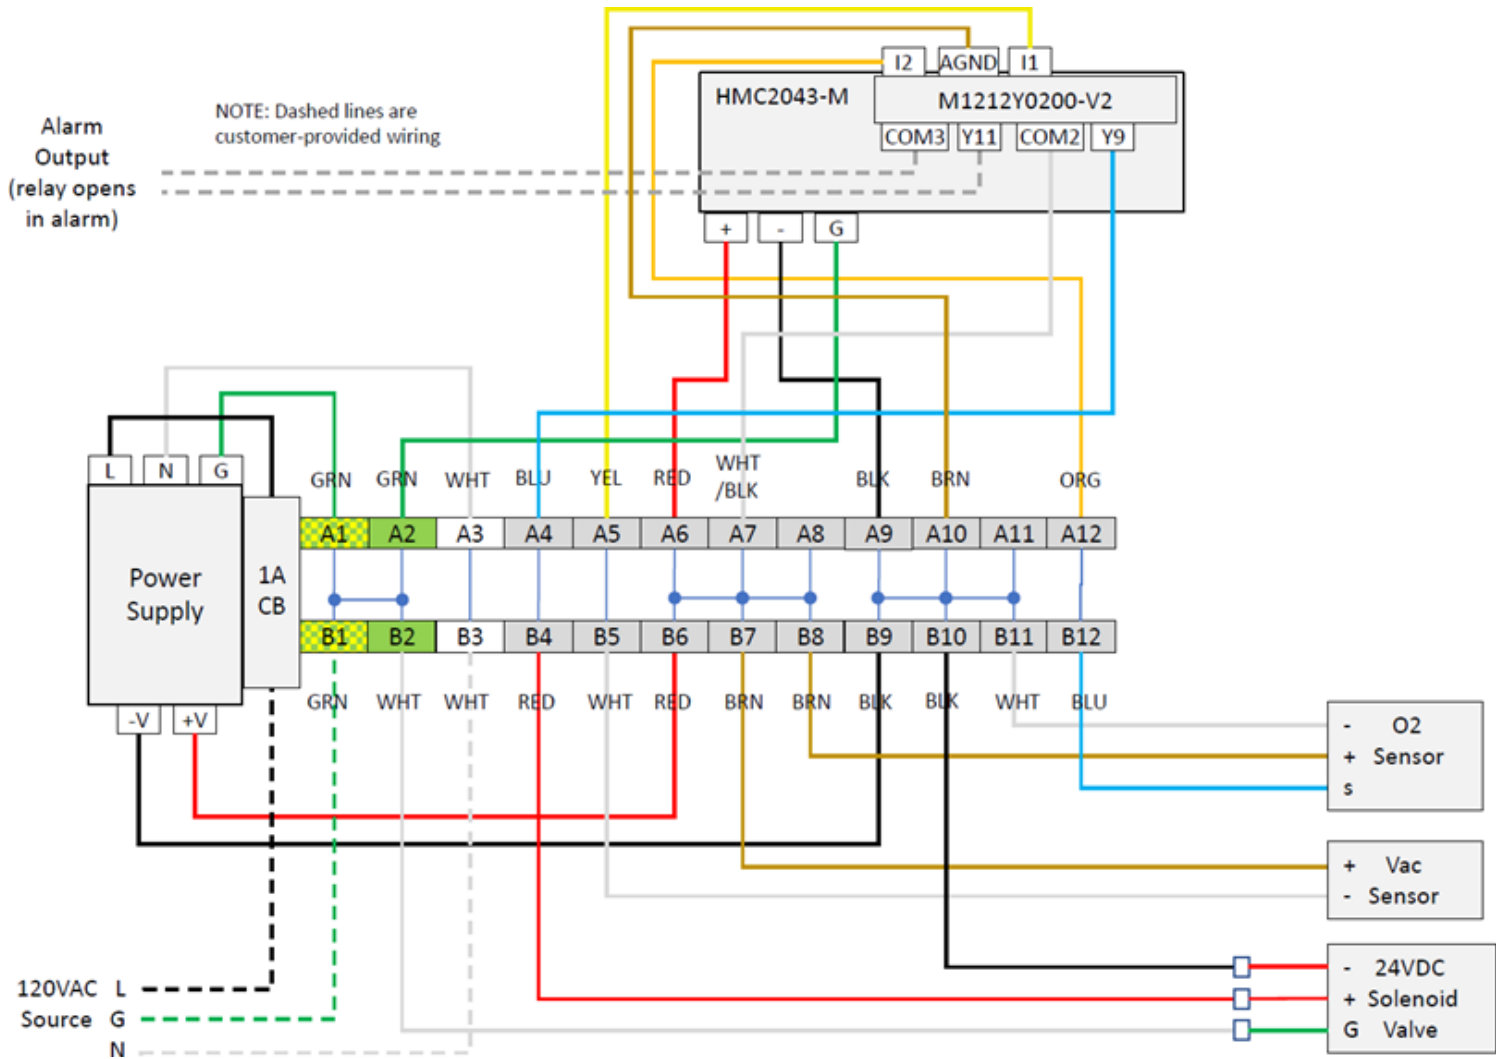 I2 AGND I1
HMC2043-M
M1212Y0200-V2
NOTE: Dashed lines are
customer-provided wiring
Alarm
Output
(relay opens
in alarm)
COM3 Y11 COM2 Y9
+ - G
L N G
GRN GRN WHT BLU YEL RED WHT
/BLK BLK BRN ORG
A1 A2 A3 A4 A5 A6 A7 A8 A9 A10 A11 A12
Power
Supply
1A
CB
B1 B2 B3 B4 B5 B6 B7 B8 B9 B10 B11 B12
GRN WHT WHT RED WHT RED BRN BRN BLK BLK WHT BLU
-V +V
- O2
+ Sensor
s
+ Vac
- Sensor
- 24VDC
+ Solenoid
G Valve
120VAC L
Source G
N